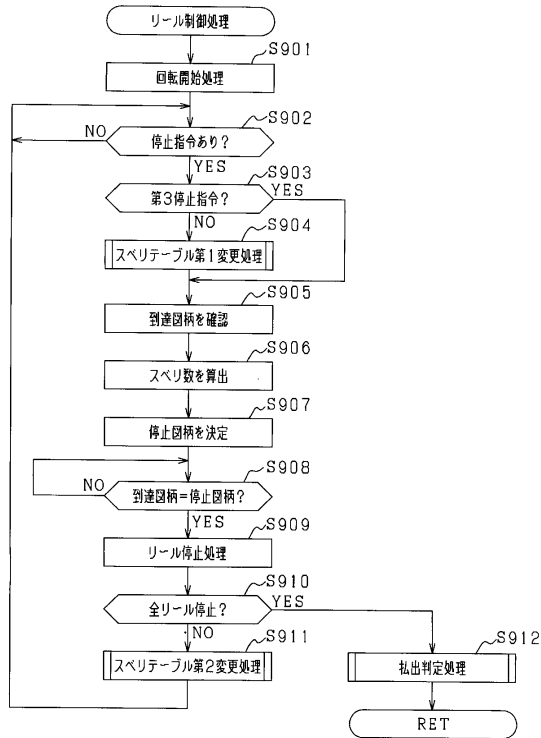 リール制御処理
S901
回転開始処理
S902
NO
停止指令あり?
YES
S903
第3停止指令?
YES
NO
S904
スベリテーブル第1変更処理
S905
到達図柄を確認
S906
スベリ数を算出
S907
停止図柄を決定
S908
NO
到達図柄=停止図柄?
YES
S909
リール停止処理
S910
全リール停止?
YES
NO
S911
スベリテーブル第2変更処理
S912
払出判定処理
RET